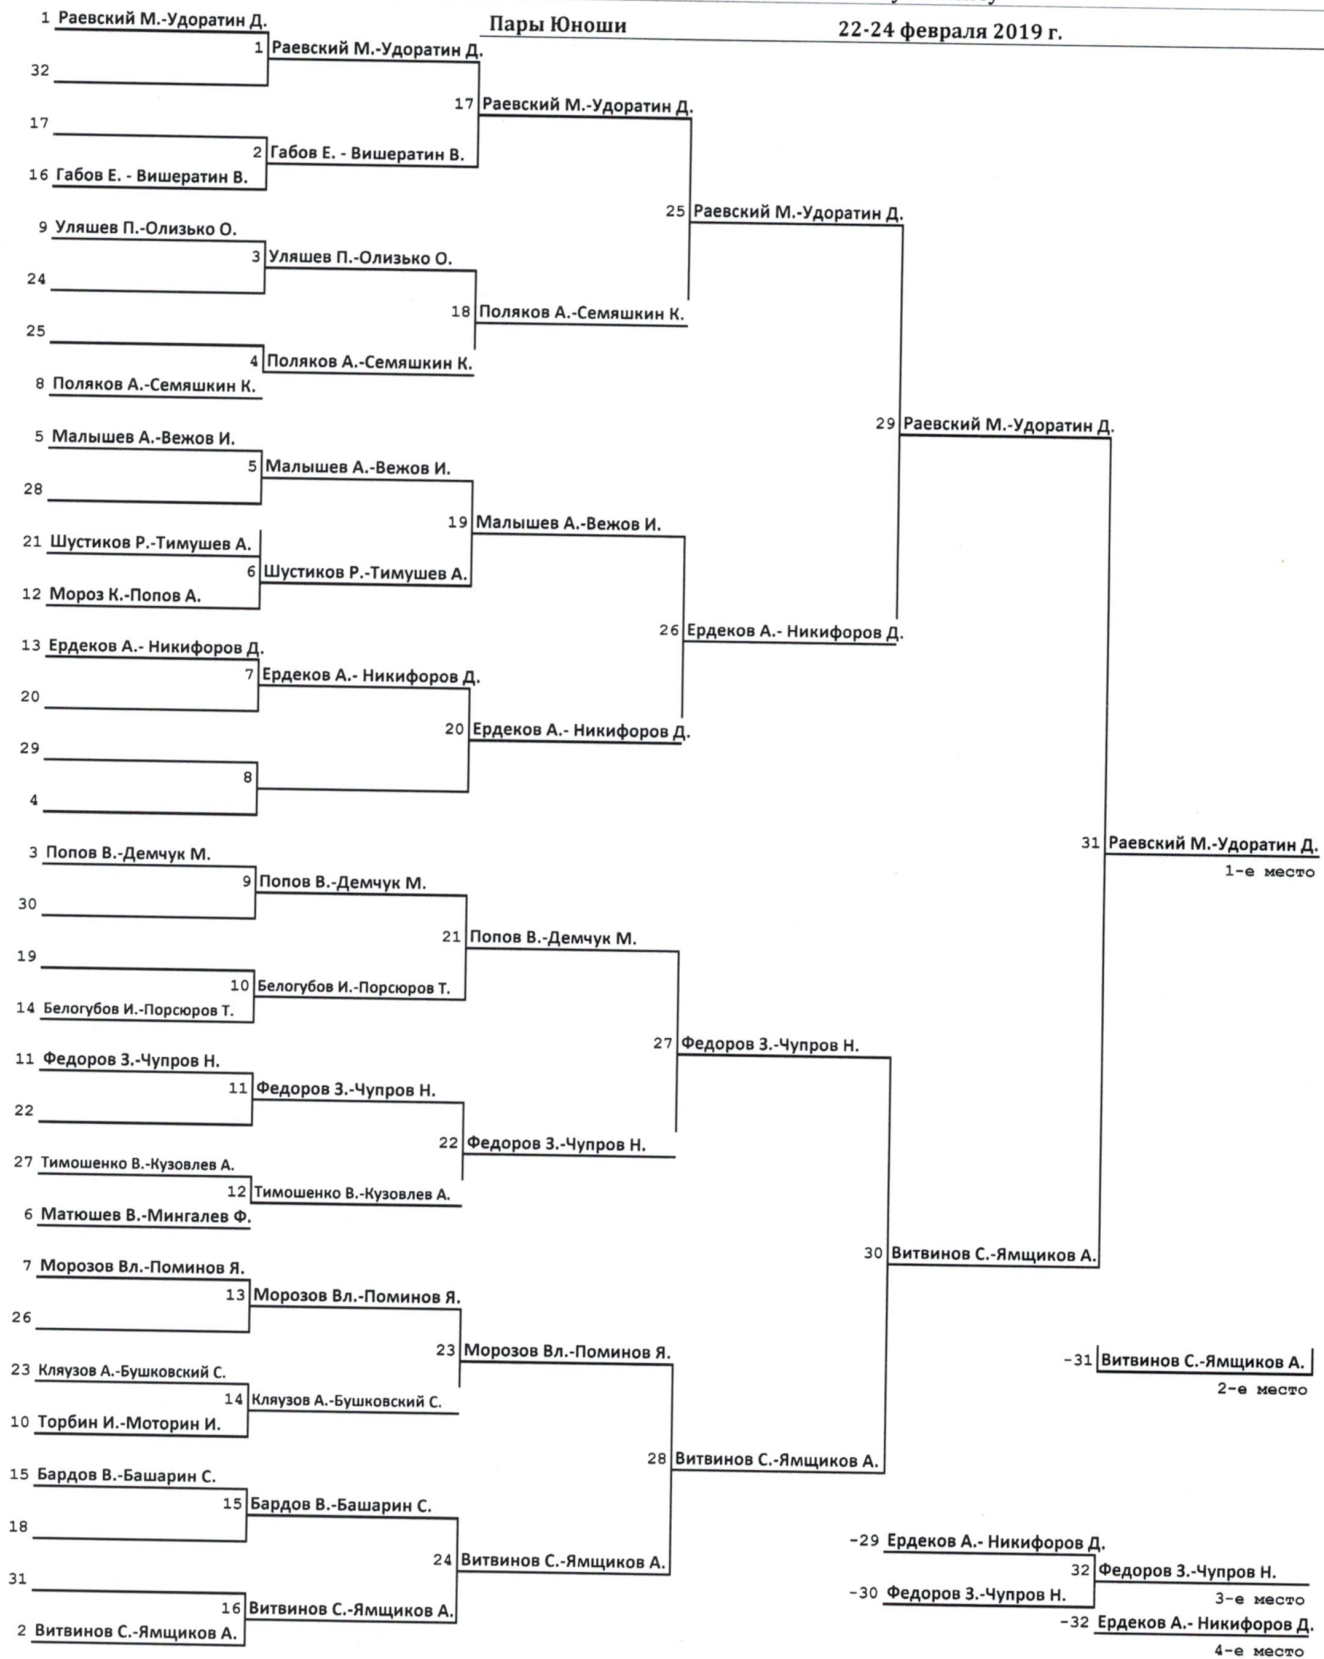 Пары Юноши 22-24 февраля 2019 г.
1 Раевский М.-Удоратин Д.
1 Раевский М.-Удоратин Д.
32
17 Раевский М.-Удоратин Д.
17
2 Габов Е. - Вишератин В.
16 Габов Е. - Вишератин В.
25 Раевский М.-Удоратин Д.
9 Уляшев П.-Олизько О.
3 Уляшев П.-Олизько О.
24
18 Поляков А.-Семяшкин К.
25
4 Поляков А.-Семяшкин К.
8 Поляков А.-Семяшкин К.
29 Раевский М.-Удоратин Д.
5 Малышев А.-Вежов И.
5 Малышев А.-Вежов И.
28
19 Малышев А.-Вежов И.
21 Шустиков Р.-Тимушев А.
6 Шустиков Р.-Тимушев А.
12 Мороз К.-Попов А.
26 Ердеков А.- Никифоров Д.
13 Ердеков А.- Никифоров Д.
7 Ердеков А.- Никифоров Д.
20
20 Ердеков А.- Никифоров Д.
29
8
4
31 Раевский М.-Удоратин Д.
1-е место
3 Попов В.-Демчук М.
9 Попов В.-Демчук М.
30
21 Попов В.-Демчук М.
19
10 Белогубов И.-Порсюров Т.
14 Белогубов И.-Порсюров Т.
27 Федоров З.-Чупров Н.
11 Федоров З.-Чупров Н.
11 Федоров З.-Чупров Н.
22
22 Федоров З.-Чупров Н.
27 Тимошенко В.-Кузовлев А.
12 Тимошенко В.-Кузовлев А.
6 Матюшев В.-Мингалев Ф.
30 Витвинов С.-Ямщиков А.
7 Морозов Вл.-Поминов Я.
13 Морозов Вл.-Поминов Я.
26
23 Морозов Вл.-Поминов Я.
-31 Витвинов С.-Ямщиков А.
2-е место
23 Кляузов А.-Бушковский С.
14 Кляузов А.-Бушковский С.
10 Торбин И.-Моторин И.
28 Витвинов С.-Ямщиков А.
15 Бардов В.-Башарин С.
15 Бардов В.-Башарин С.
18
24 Витвинов С.-Ямщиков А.
31
16 Витвинов С.-Ямщиков А.
2 Витвинов С.-Ямщиков А.
-29 Ердеков А.- Никифоров Д.
32 Федоров З.-Чупров Н.
-30 Федоров З.-Чупров Н.
3-е место
-32 Ердеков А.- Никифоров Д.
4-е место